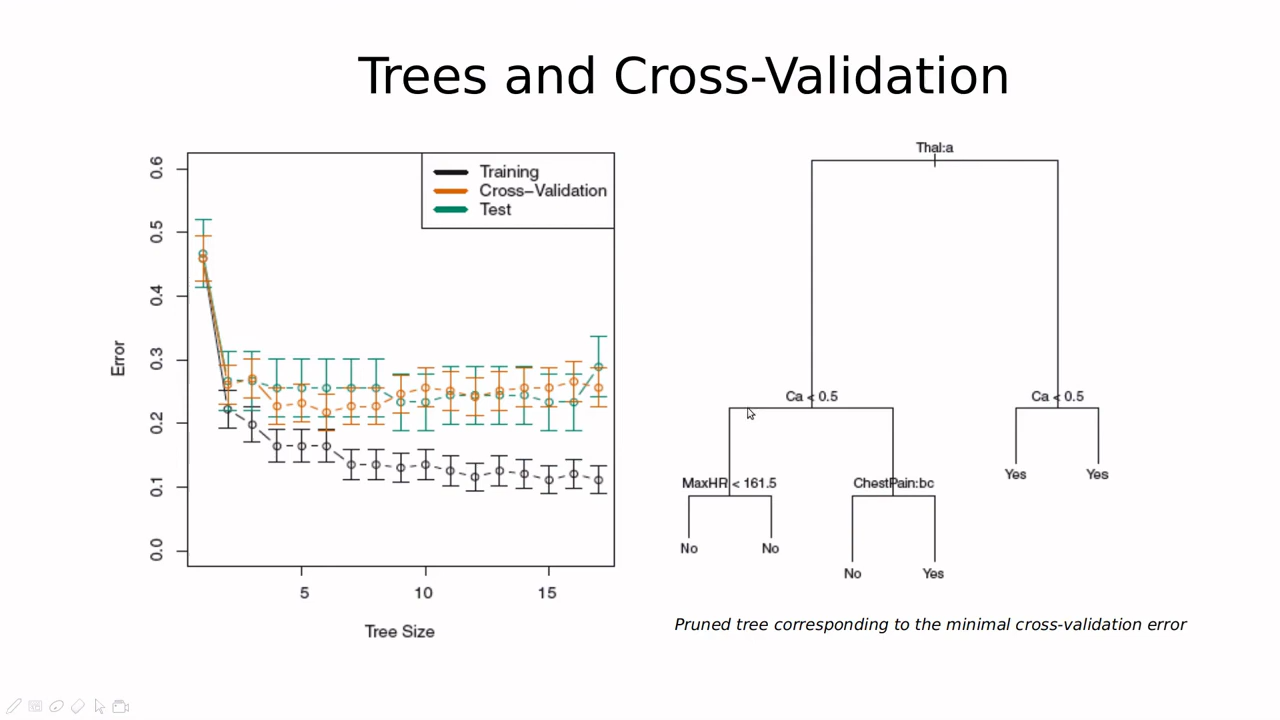 Trees and Cross-Validation
0.6
0.5
0.4
0.3
0.2
0.1
0.0
Error
Training
Cross−Validation
Test
5
10
15
Tree Size
Thal:a
Ca < 0.5
Ca < 0.5
MaxHR < 161.5
ChestPain:bc
Yes
Yes
No
No
No
Yes
Pruned tree corresponding to the minimal cross-validation error